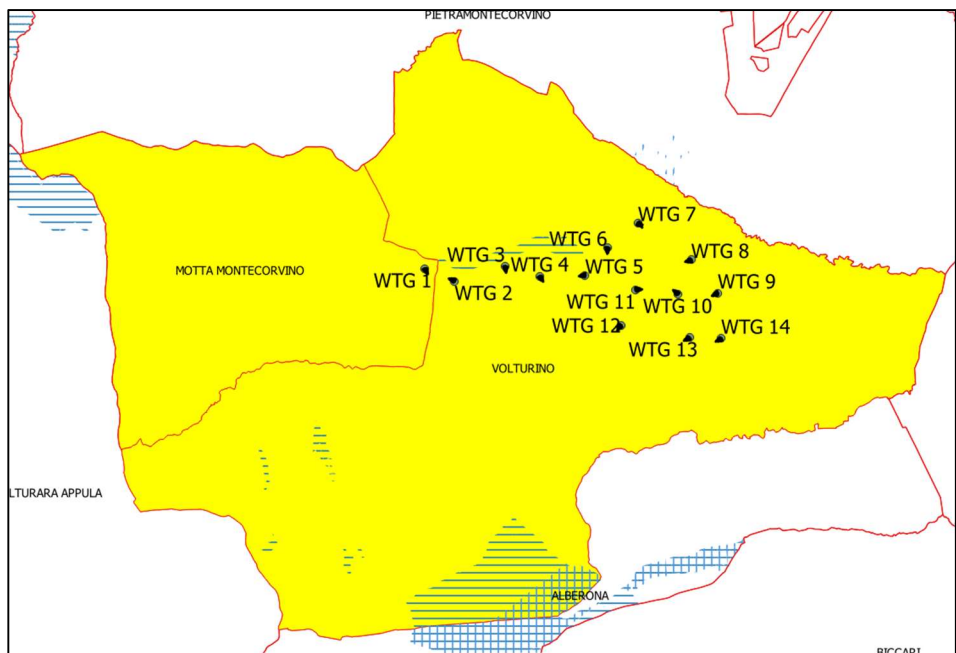 PIETRAMONTECORVINO
WTG 7
WTG 6
WTG 8
WTG 3
WTG 4
WTG 5
MOTTA MONTECORVINO
WTG 1
WTG 2
WTG 9
WTG 11
WTG 10
WTG 12
WTG 14
WTG 13
VOLTURINO
LTURARA APPULA
ALBERONA
BICCARI